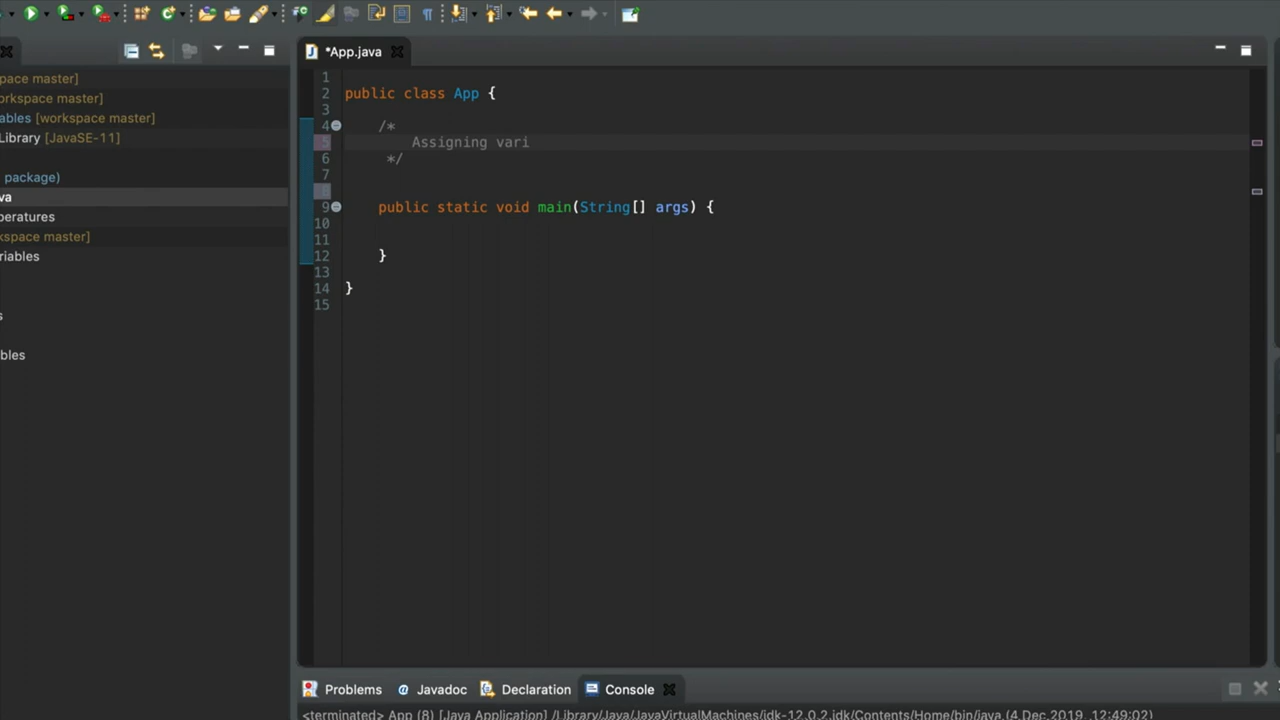 *App.java
pace master]
orkspace master]
ables [workspace master]
Library [JavaSE-11]
package)
va
peratures
kspace master]
riables
s
bles
1
2 public class App {
3
4 /*
5 Assigning vari
6 */
7
8
9 public static void main(String[] args) {
10
11
12 }
13
14 }
15
Problems @ Javadoc Declaration Console
<terminated> App (8) [Java Application] /Library/Java/JavaVirtualMachines/jdk-12.0.2.jdk/Contents/Home/bin/java (4 Dec 2019, 12:49:02)